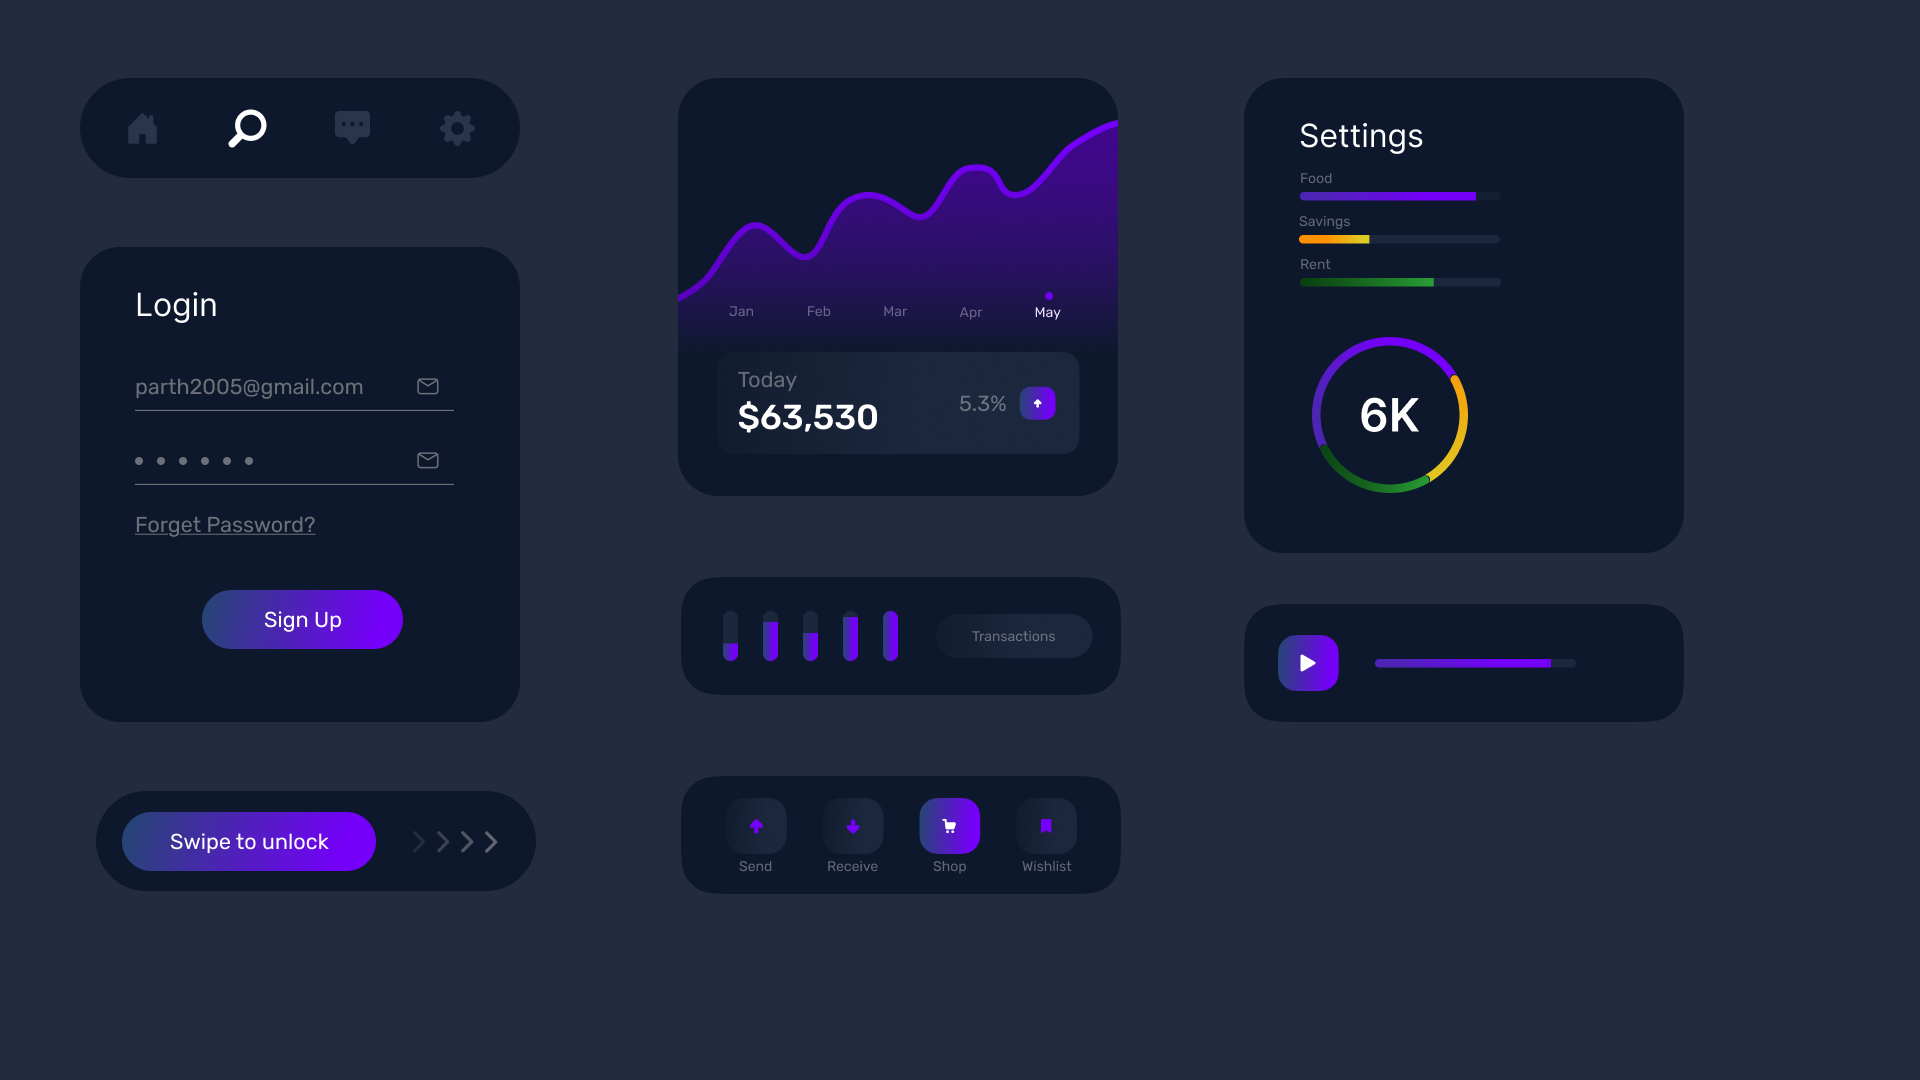 Login
parth2005@gmail.com
Forget Password?
Sign Up
Swipe to unlock
Jan Feb Mar Apr May
Today
$63,530
5.3%
Transactions
Send Receive Shop Wishlist
Settings
Food
Savings
Rent
6K